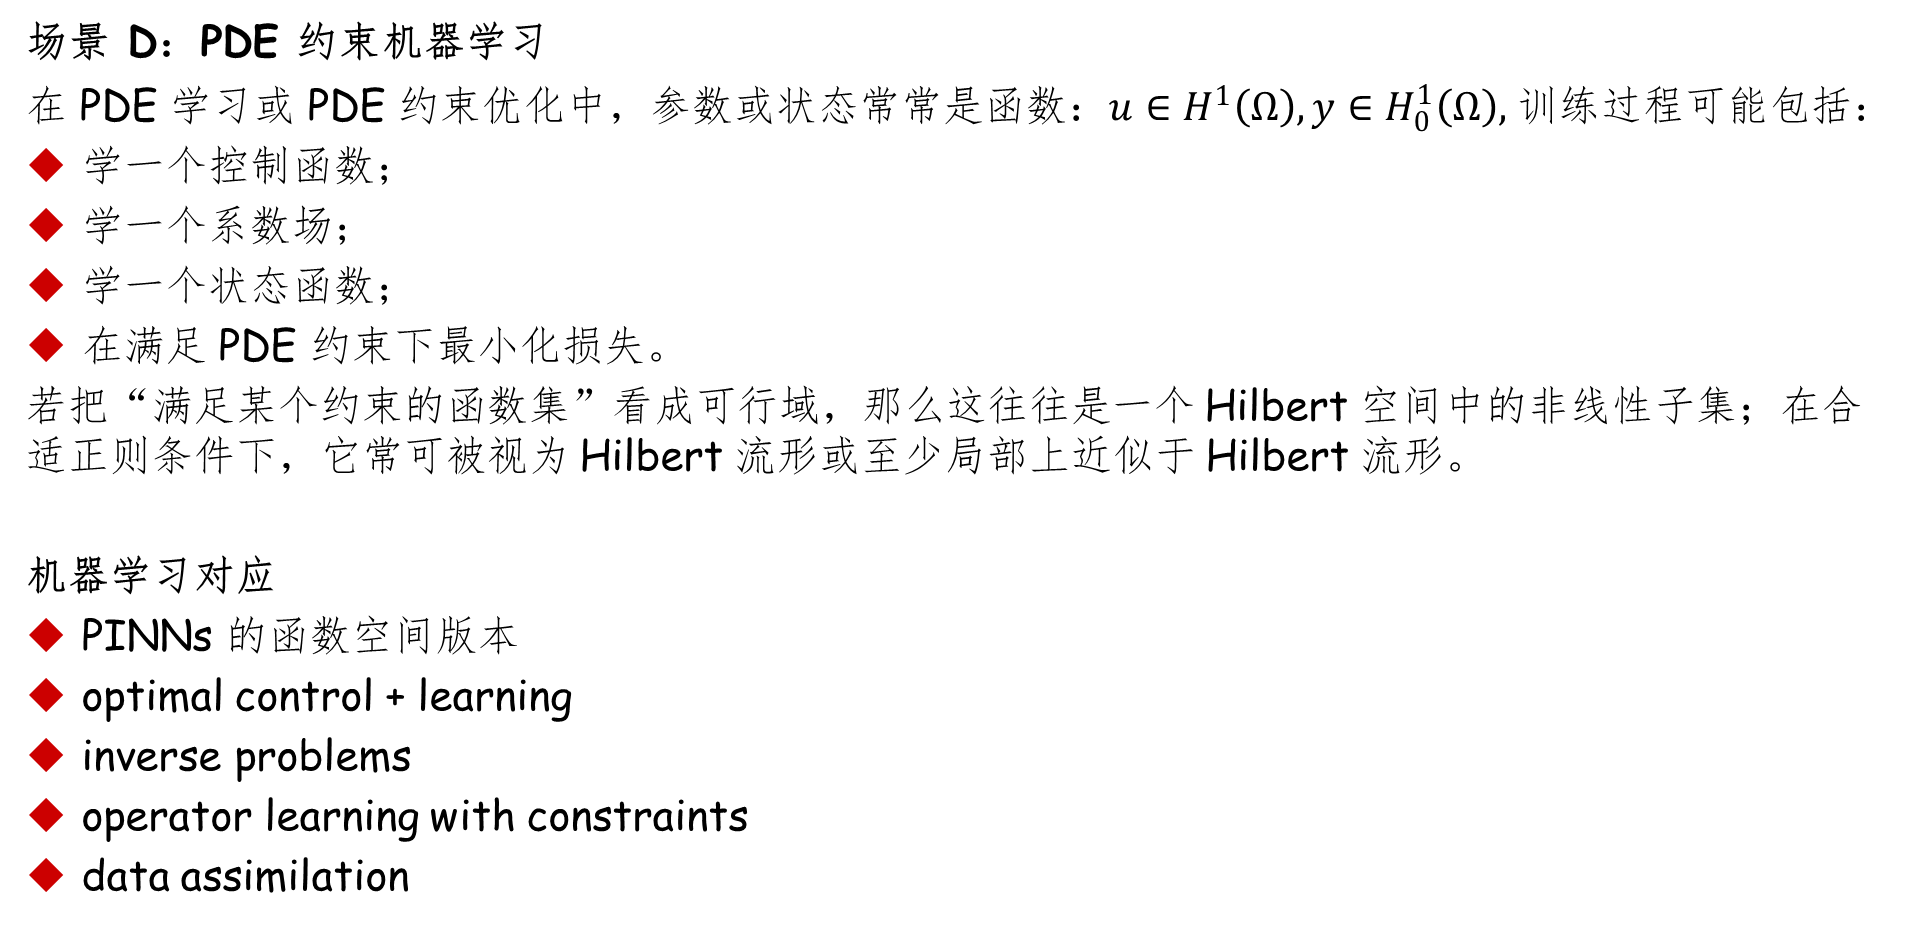 场景 D：PDE 约束机器学习
在 PDE 学习或 PDE 约束优化中，参数或状态常常是函数：u ∈ H¹(Ω), y ∈ H₀¹(Ω), 训练过程可能包括：
◆ 学一个控制函数；
◆ 学一个系数场；
◆ 学一个状态函数；
◆ 在满足 PDE 约束下最小化损失。
若把“满足某个约束的函数集”看成可行域，那么这往往是一个 Hilbert 空间中的非线性子集；在合
适正则条件下，它常可被视为 Hilbert 流形或至少局部上近似于 Hilbert 流形。
机器学习对应
◆ PINNs 的函数空间版本
◆ optimal control + learning
◆ inverse problems
◆ operator learning with constraints
◆ data assimilation